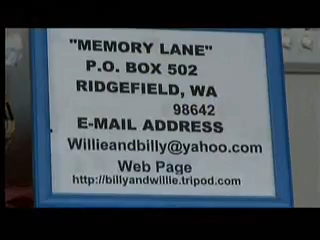 "MEMORY LANE"
P.O. BOX 502
RIDGEFIELD, WA
98642
E-MAIL ADDRESS
Willieandbilly@yahoo.com
Web Page
http://billyandwillie.tripod.com